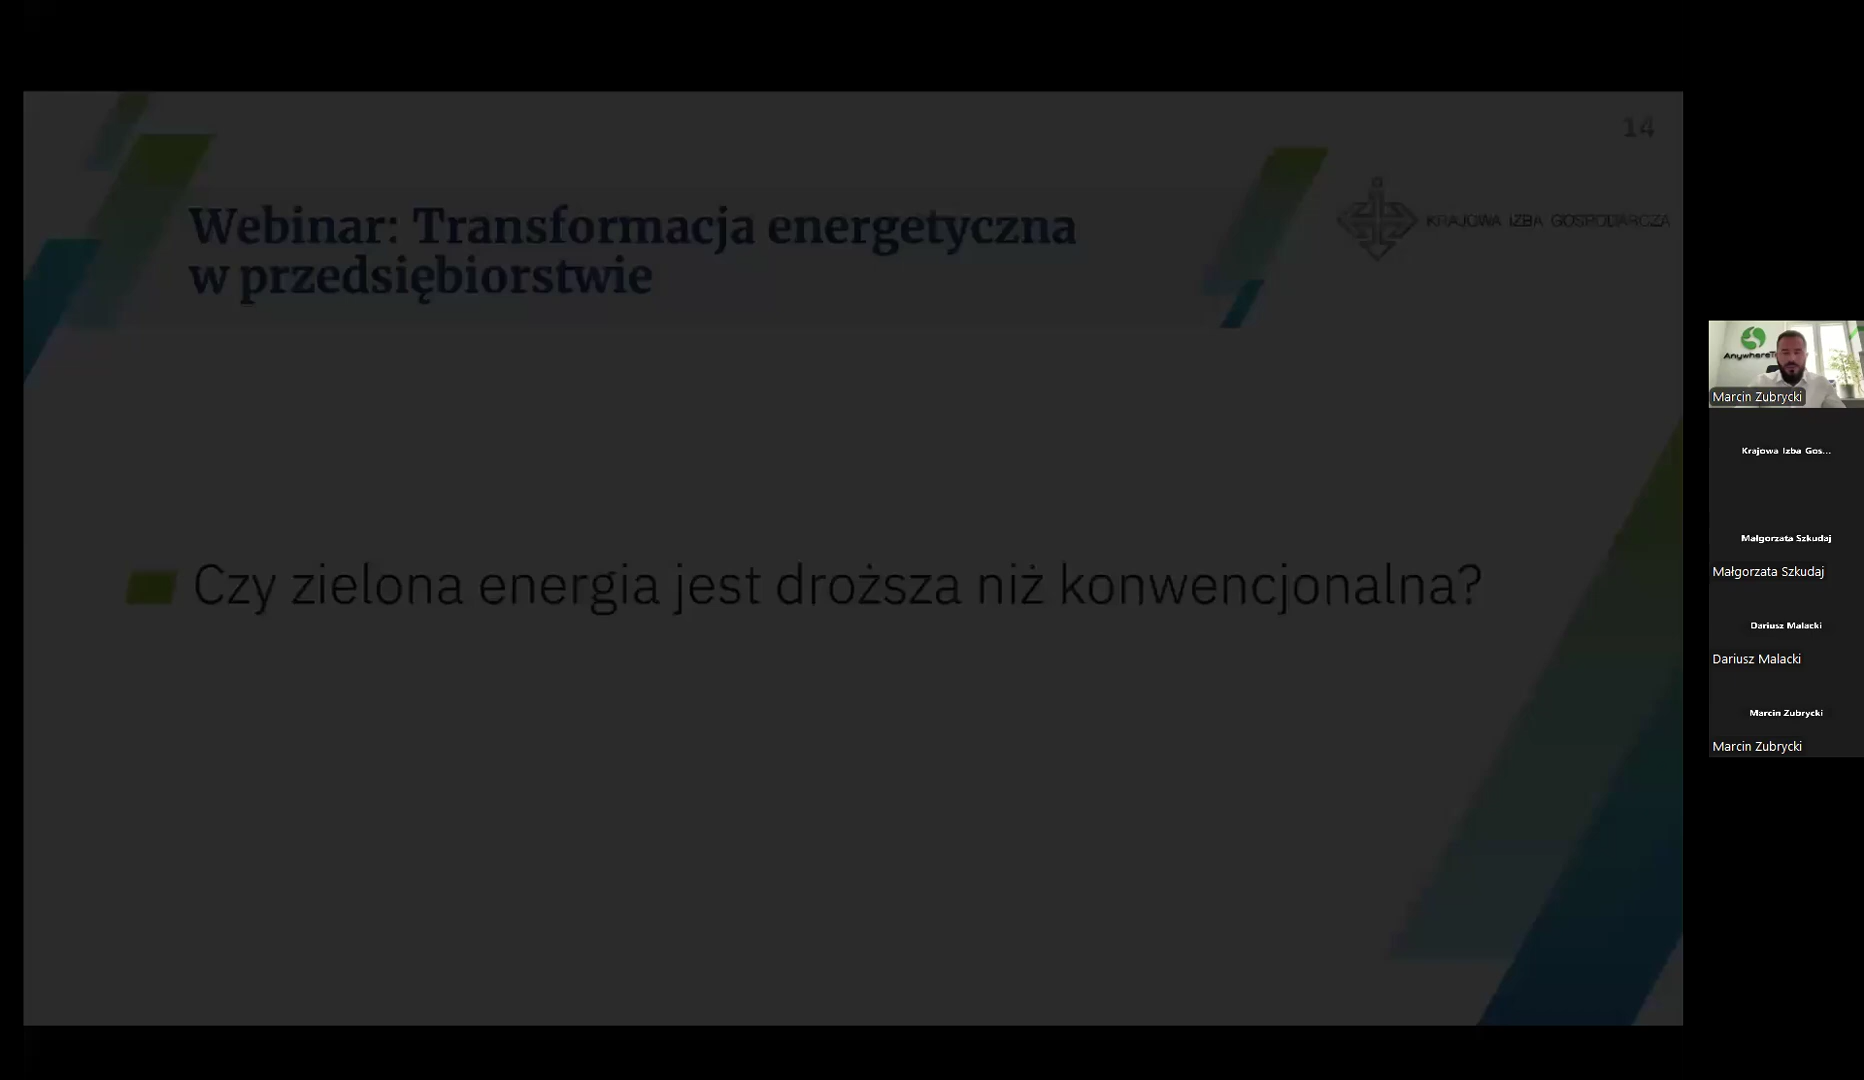 14
Webinar: Transformacja energetyczna
w przedsiębiorstwie
KRAJOWA IZBA GOSPODARCZA
Czy zielona energia jest droższa niż konwencjonalna?
Marcin Zubrycki
Krajowa Izba Gos...
Małgorzata Szkudaj
Małgorzata Szkudaj
Dariusz Malacki
Dariusz Malacki
Marcin Zubrycki
Marcin Zubrycki